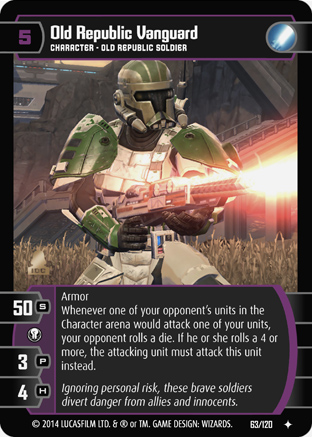 5
Old Republic Vanguard
CHARACTER • OLD REPUBLIC SOLDIER
IDC
50 S
3 P
4 H
Armor
Whenever one of your opponent's units in the
Character arena would attack one of your units,
your opponent rolls a die. If he or she rolls a 4 or
more, the attacking unit must attack this unit
instead.
Ignoring personal risk, these brave soldiers
divert danger from allies and innocents.
© 2014 LUCASFILM LTD. & ® or TM. GAME DESIGN: WIZARDS.
63/120